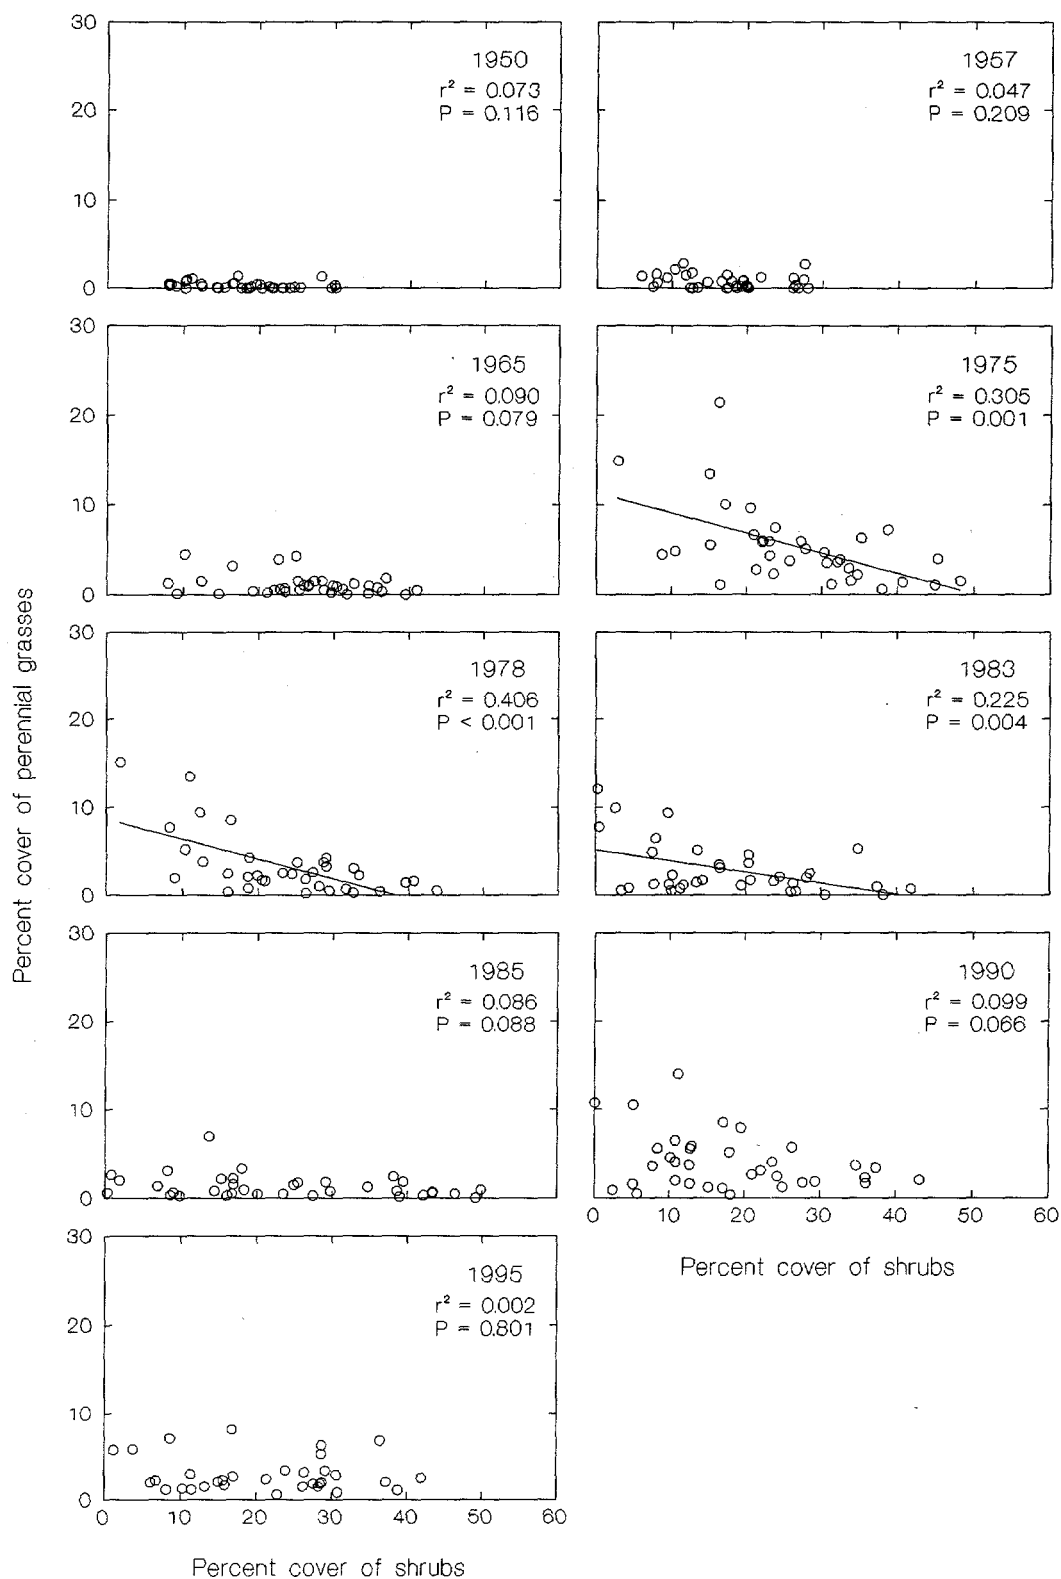 30
20
10
0
1950
r² = 0.073
P = 0.116
1957
r² = 0.047
P = 0.209
30
20
10
0
1965
r² = 0.090
P = 0.079
1975
r² = 0.305
P = 0.001
Percent cover of perennial grasses
30
20
10
0
1978
r² = 0.406
P < 0.001
1983
r² = 0.225
P = 0.004
30
20
10
0
1985
r² = 0.086
P = 0.088
1990
r² = 0.099
P = 0.066
0 10 20 30 40 50 60
Percent cover of shrubs
30
20
10
0
1995
r² = 0.002
P = 0.801
0 10 20 30 40 50 60
Percent cover of shrubs